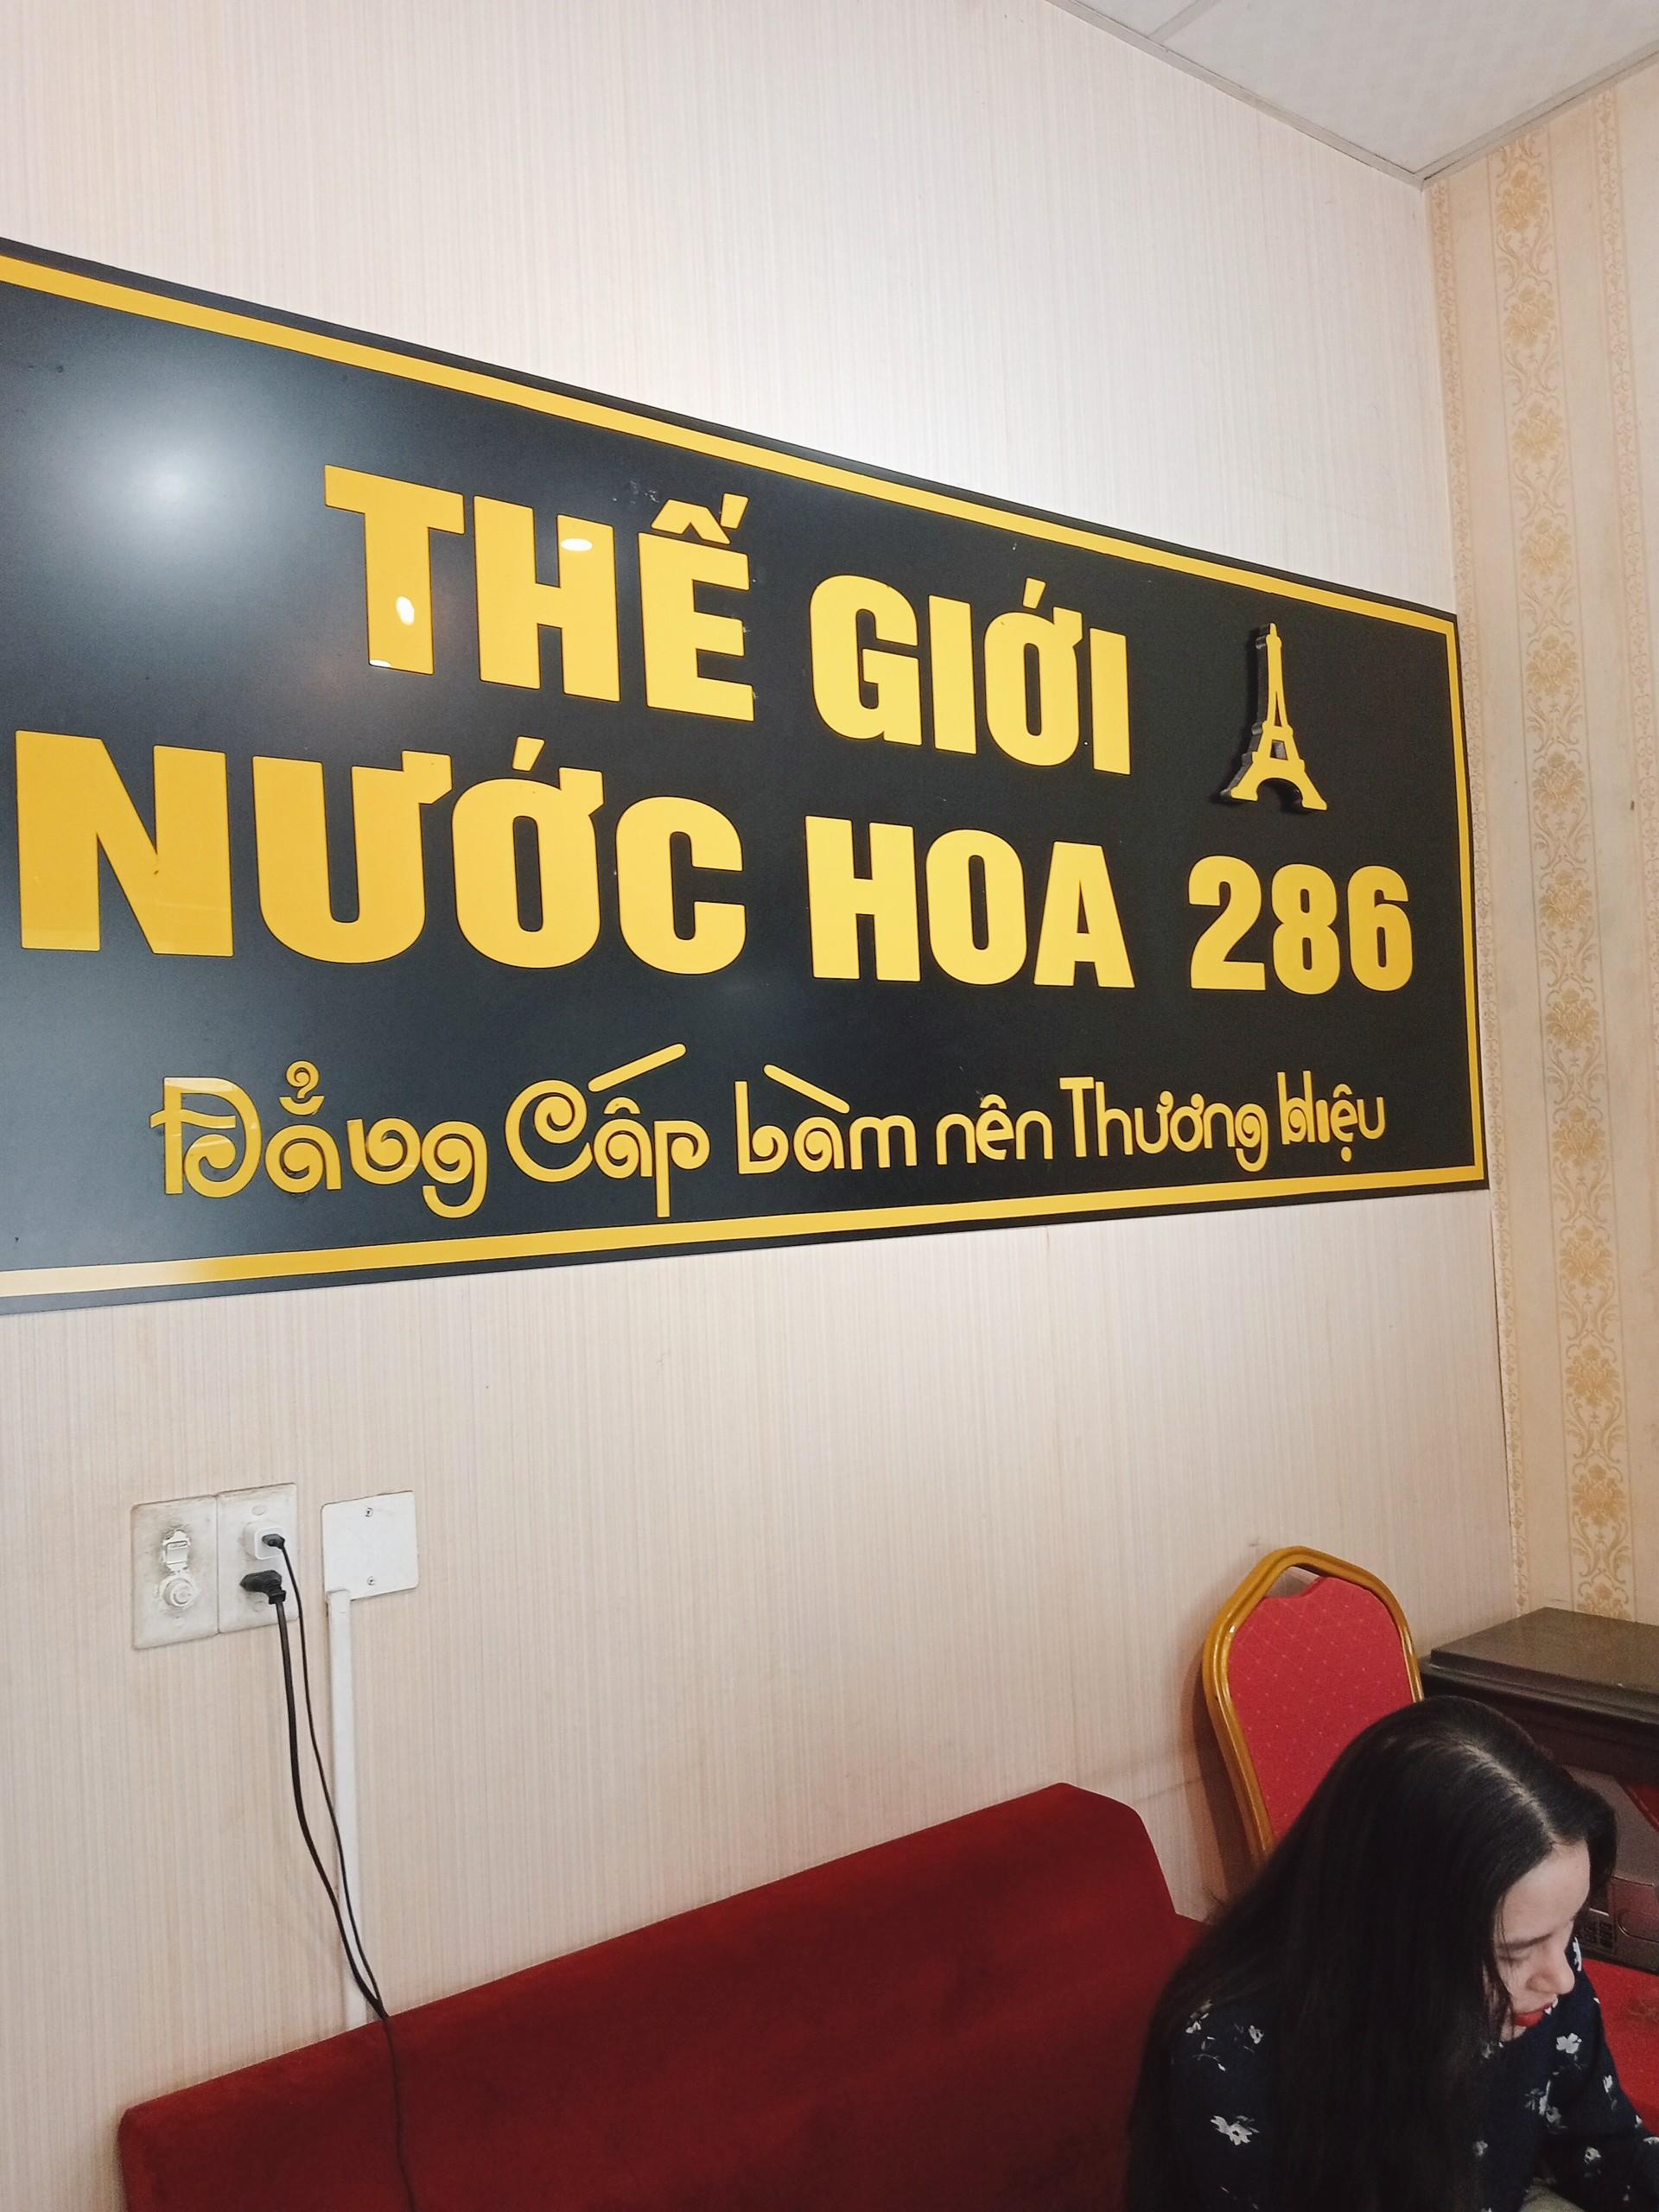 THẾ GIỚI
NƯỚC HOA 286
Đẳng Cấp Làm nên Thương Hiệu